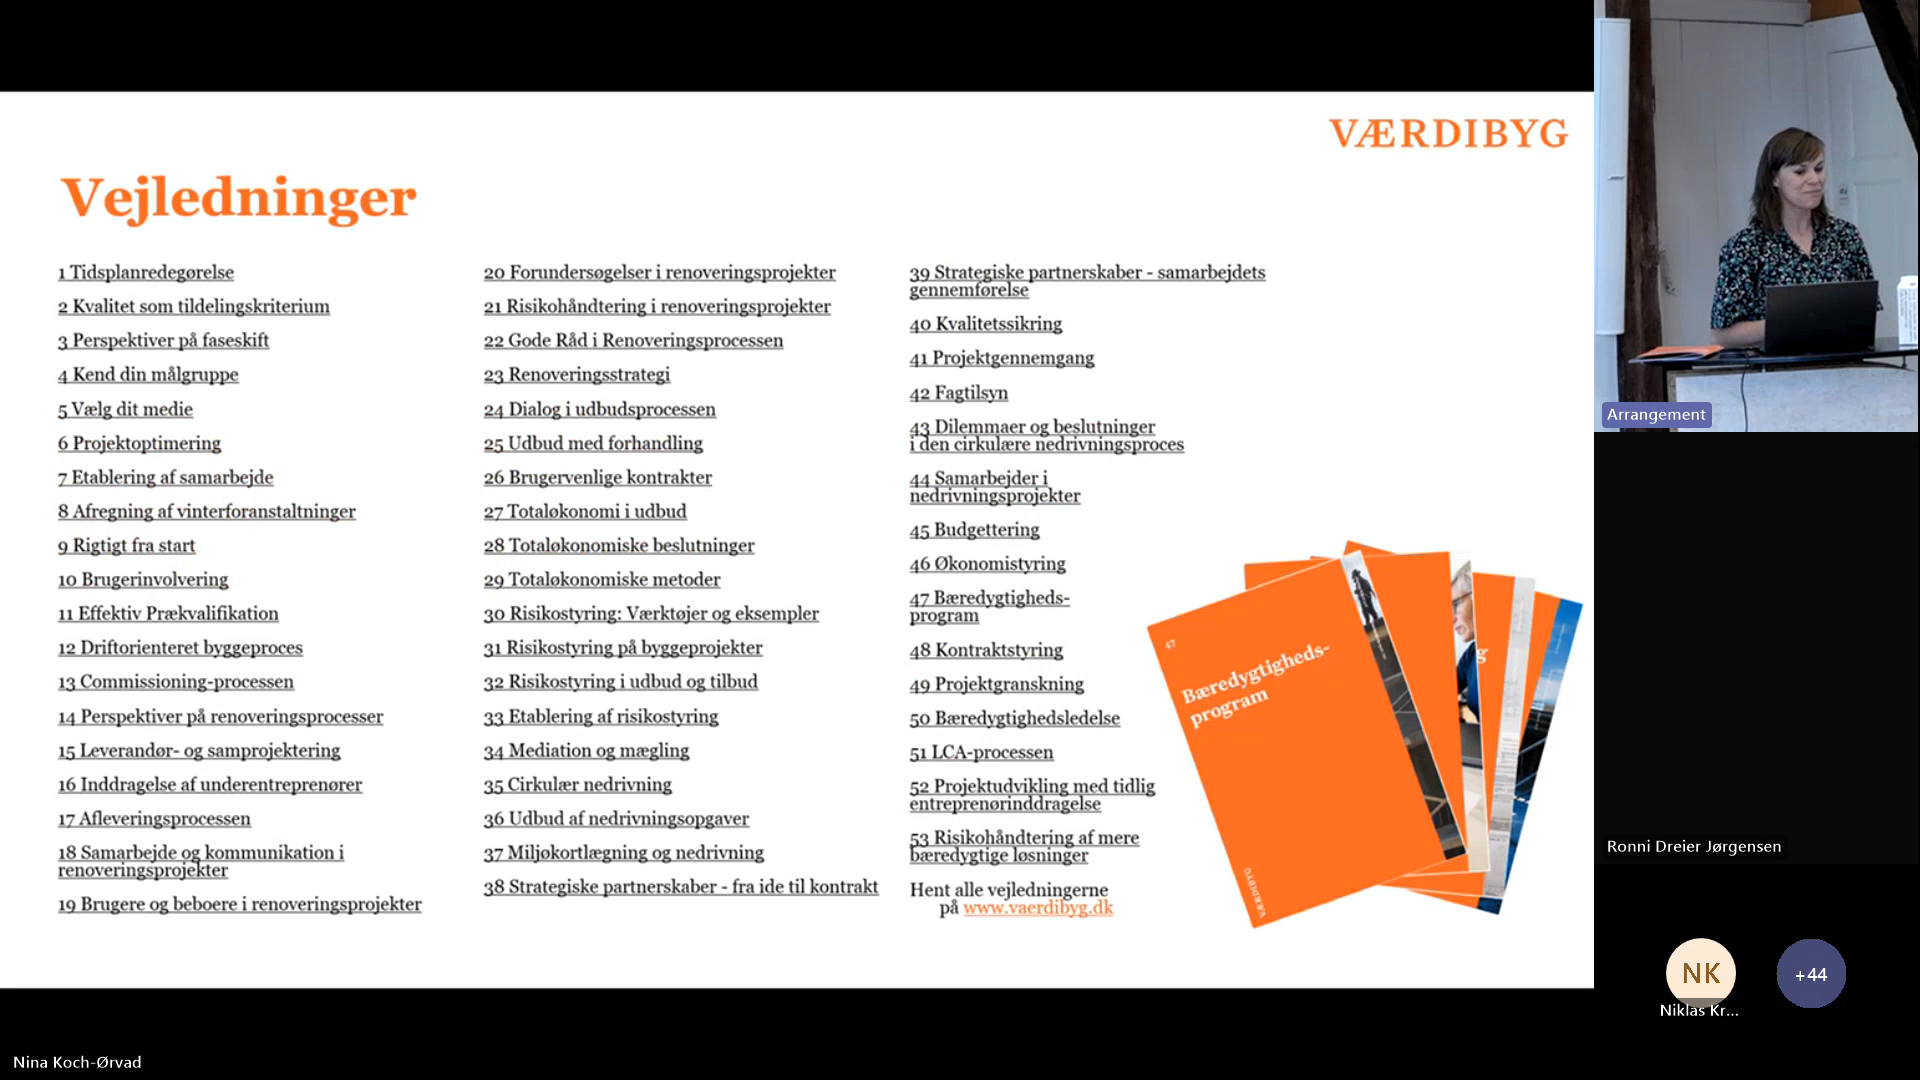 VÆRDIBYG
Vejledninger
1 Tidsplanredegørelse
2 Kvalitet som tildelingskriterium
3 Perspektiver på faseskift
4 Kend din målgruppe
5 Vælg dit medie
6 Projektoptimering
7 Etablering af samarbejde
8 Afregning af vinterforanstaltninger
9 Rigtigt fra start
10 Brugerinvolvering
11 Effektiv Prækvalifikation
12 Driftorienteret byggeproces
13 Commissioning-processen
14 Perspektiver på renoveringsprocesser
15 Leverandør- og samprojektering
16 Inddragelse af underentreprenører
17 Afleveringsprocessen
18 Samarbejde og kommunikation i
renoveringsprojekter
19 Brugere og beboere i renoveringsprojekter
20 Forundersøgelser i renoveringsprojekter
21 Risikohåndtering i renoveringsprojekter
22 Gode Råd i Renoveringsprocessen
23 Renoveringsstrategi
24 Dialog i udbudsprocessen
25 Udbud med forhandling
26 Brugervenlige kontrakter
27 Totaløkonomi i udbud
28 Totaløkonomiske beslutninger
29 Totaløkonomiske metoder
30 Risikostyring: Værktøjer og eksempler
31 Risikostyring på byggeprojekter
32 Risikostyring i udbud og tilbud
33 Etablering af risikostyring
34 Mediation og mægling
35 Cirkulær nedrivning
36 Udbud af nedrivningsopgaver
37 Miljøkortlægning og nedrivning
38 Strategiske partnerskaber - fra ide til kontrakt
39 Strategiske partnerskaber - samarbejdets
gennemførelse
40 Kvalitetssikring
41 Projektgennemgang
42 Fagtilsyn
43 Dilemmaer og beslutninger
i den cirkulære nedrivningsproces
44 Samarbejder i
nedrivningsprojekter
45 Budgettering
46 Økonomistyring
47 Bæredygtigheds-
program
48 Kontraktstyring
49 Projektgranskning
50 Bæredygtighedsledelse
51 LCA-processen
52 Projektudvikling med tidlig
entreprenørinddragelse
53 Risikohåndtering af mere
bæredygtige løsninger
Hent alle vejledningerne
på www.vaerdibyg.dk
47
Bæredygtigheds-
program
VÆRDIBYG
g
Arrangement
Ronni Dreier Jørgensen
NK
+44
Niklas Kr...
Nina Koch-Ørvad